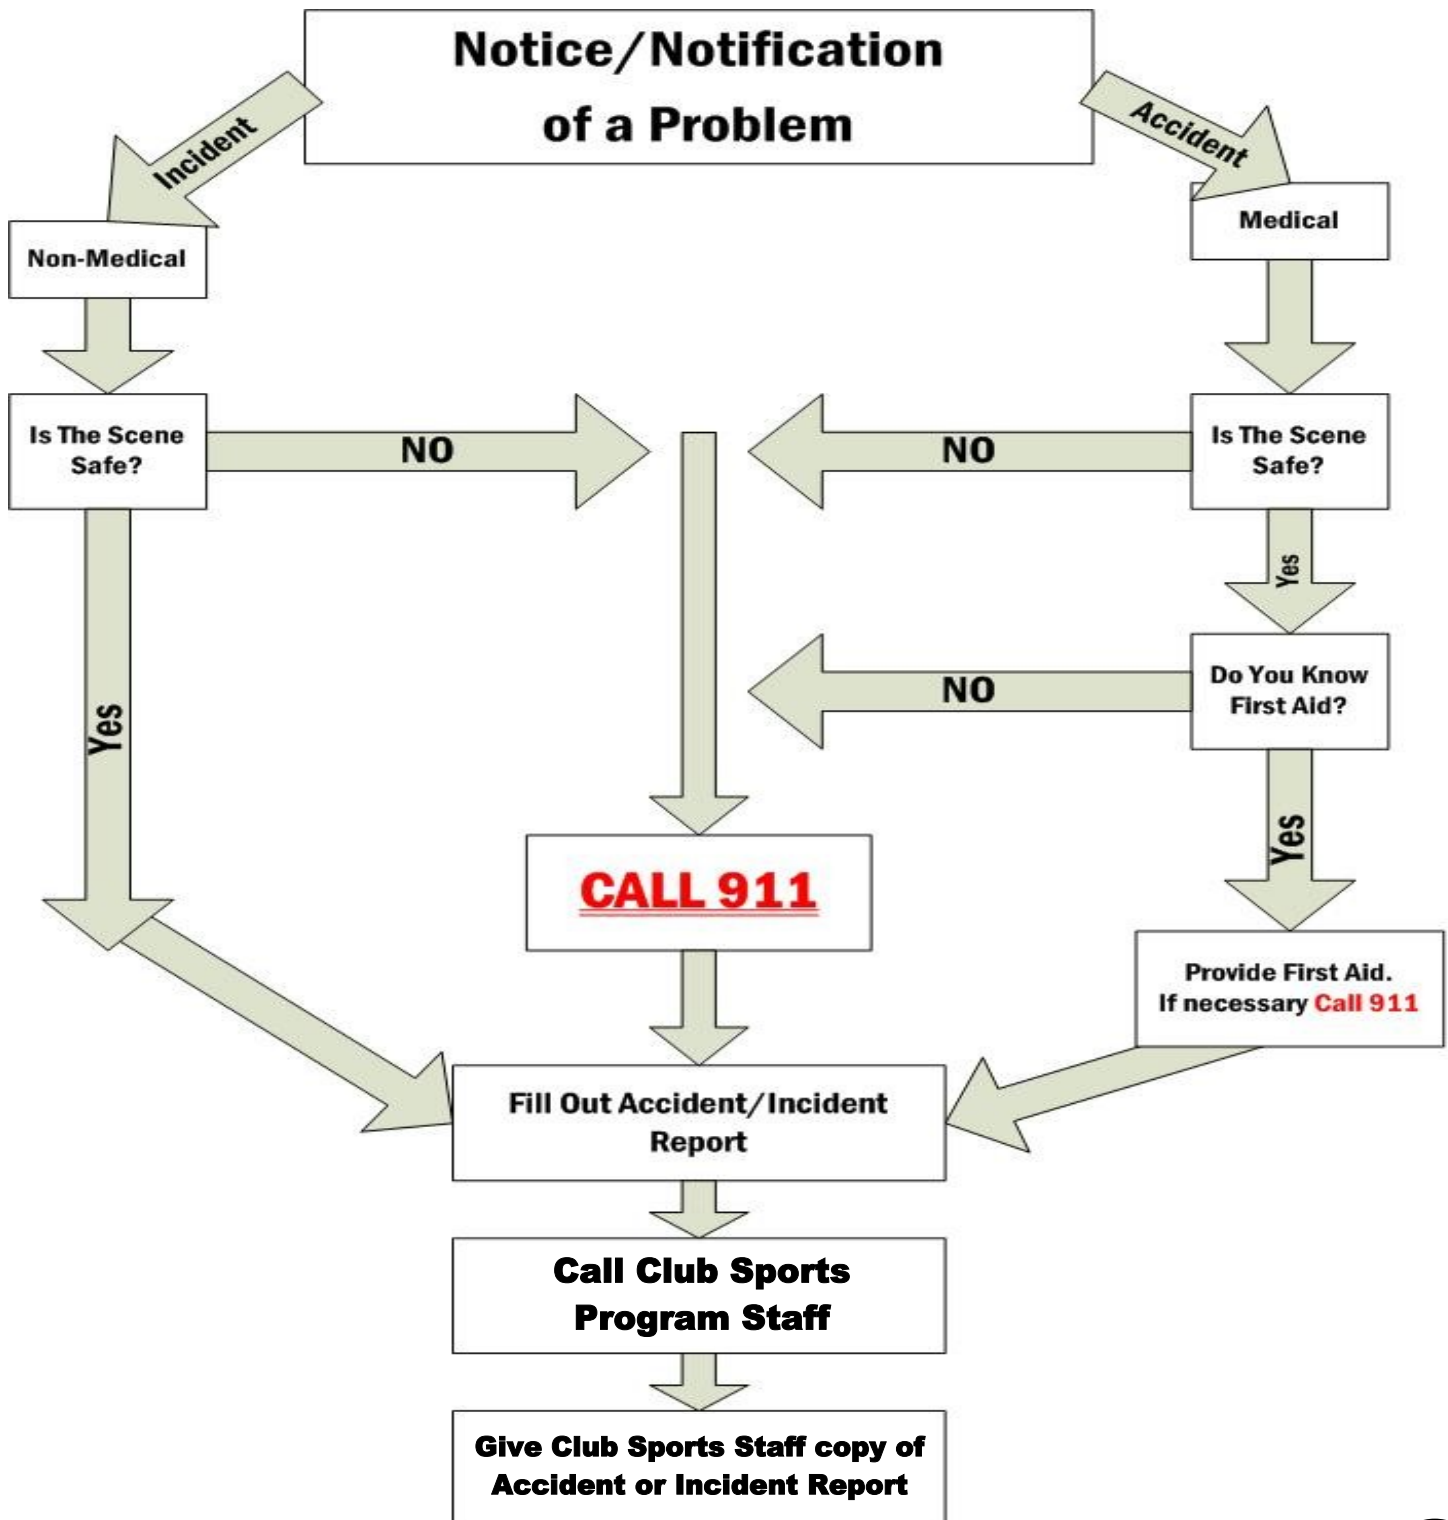 Notice/Notification
of a Problem
Incident
Accident
Non-Medical
Medical
Is The Scene
Safe?
NO
NO
Is The Scene
Safe?
Yes
Yes
NO
Do You Know
First Aid?
Yes
CALL 911
Provide First Aid.
If necessary Call 911
Fill Out Accident/Incident
Report
Call Club Sports
Program Staff
Give Club Sports Staff copy of
Accident or Incident Report